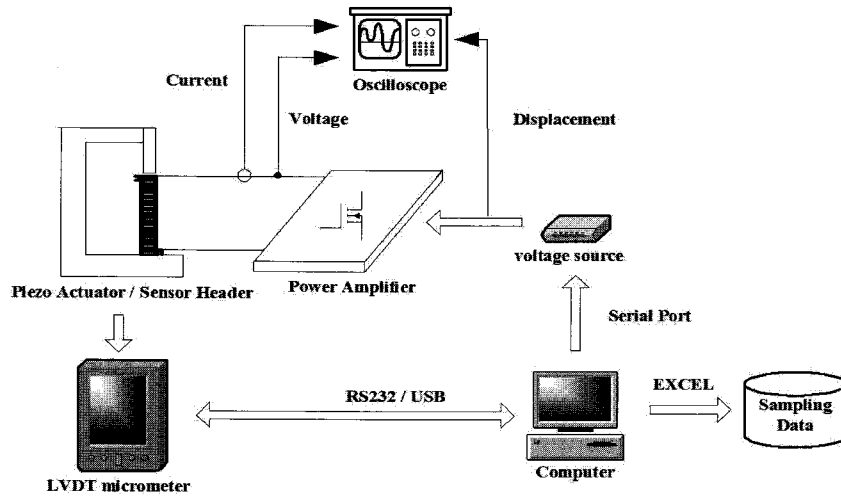 Current
Oscilloscope
Voltage
Displacement
Piezo Actuator / Sensor Header
Power Amplifier
voltage source
Serial Port
RS232 / USB
EXCEL
Sampling
Data
LVDT micrometer
Computer